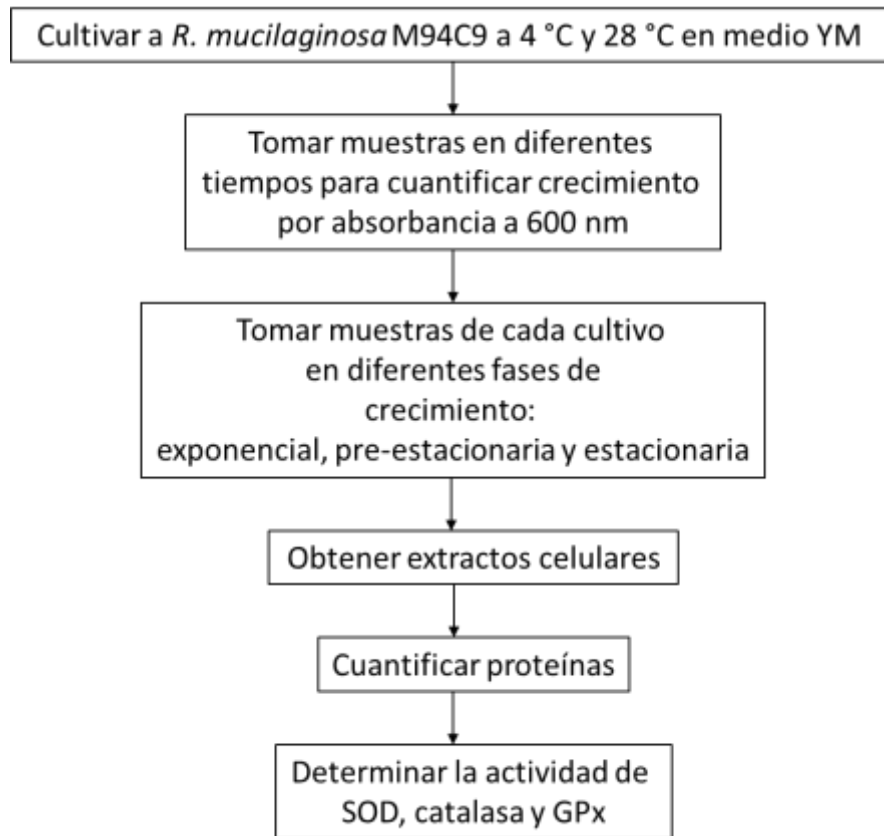 Cultivar a R. mucilaginosa M94C9 a 4 °C y 28 °C en medio YM
Tomar muestras en diferentes
tiempos para cuantificar crecimiento
por absorbancia a 600 nm
Tomar muestras de cada cultivo
en diferentes fases de
crecimiento:
exponencial, pre-estacionaria y estacionaria
Obtener extractos celulares
Cuantificar proteínas
Determinar la actividad de
SOD, catalasa y GPx